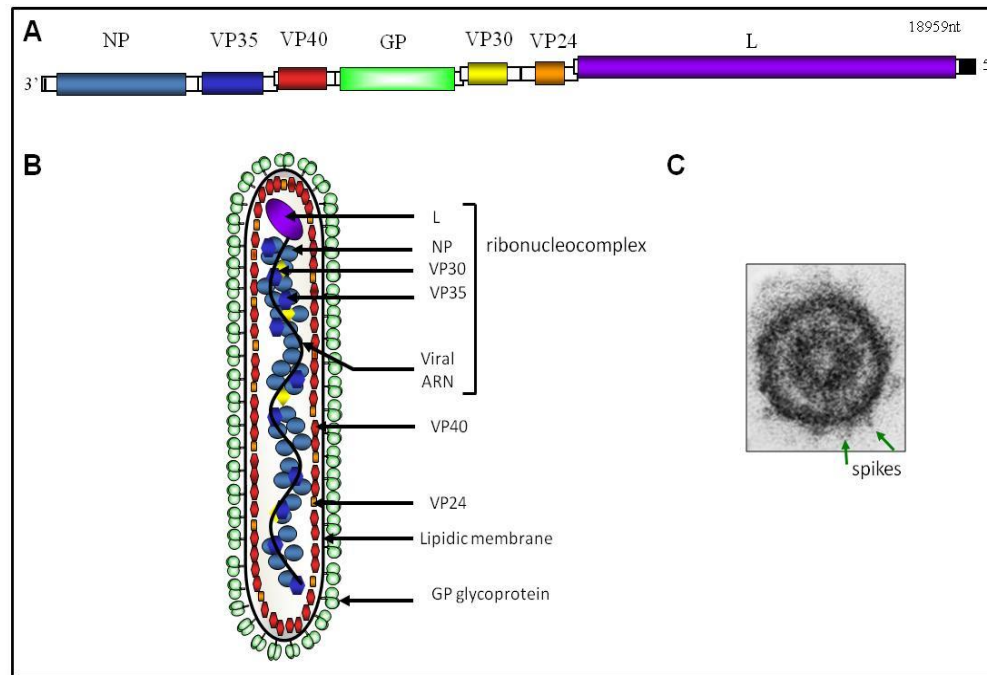 A
NP
VP35
VP40
GP
VP30
VP24
L
18959nt
3'
5'
B
L
NP
VP30
VP35
ribonucleocomplex
Viral
ARN
VP40
VP24
Lipidic membrane
GP glycoprotein
C
spikes